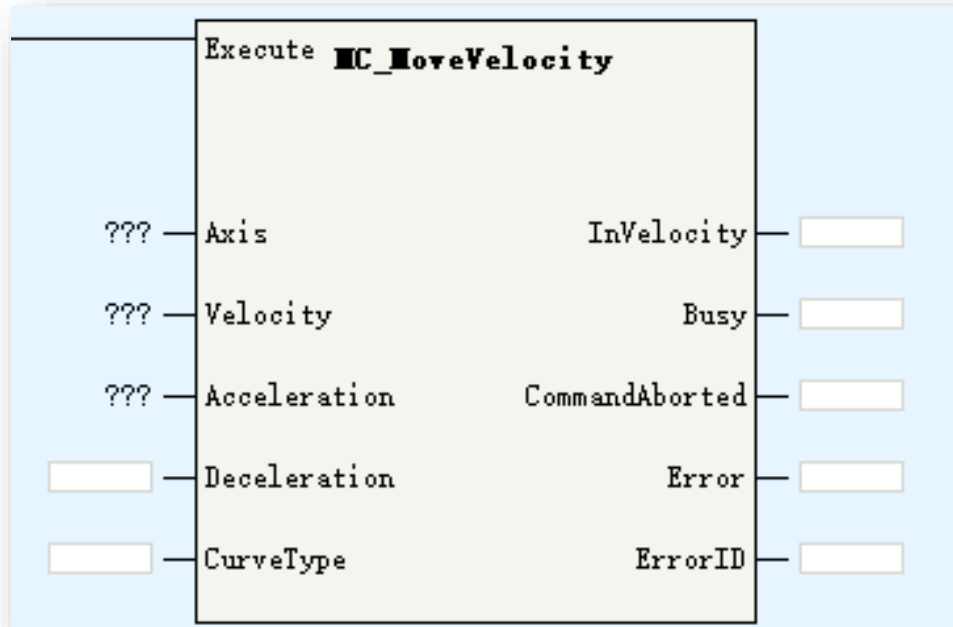 Execute MC_MoveVelocity
??? Axis InVelocity
??? Velocity Busy
??? Acceleration CommandAborted
Deceleration Error
CurveType ErrorID